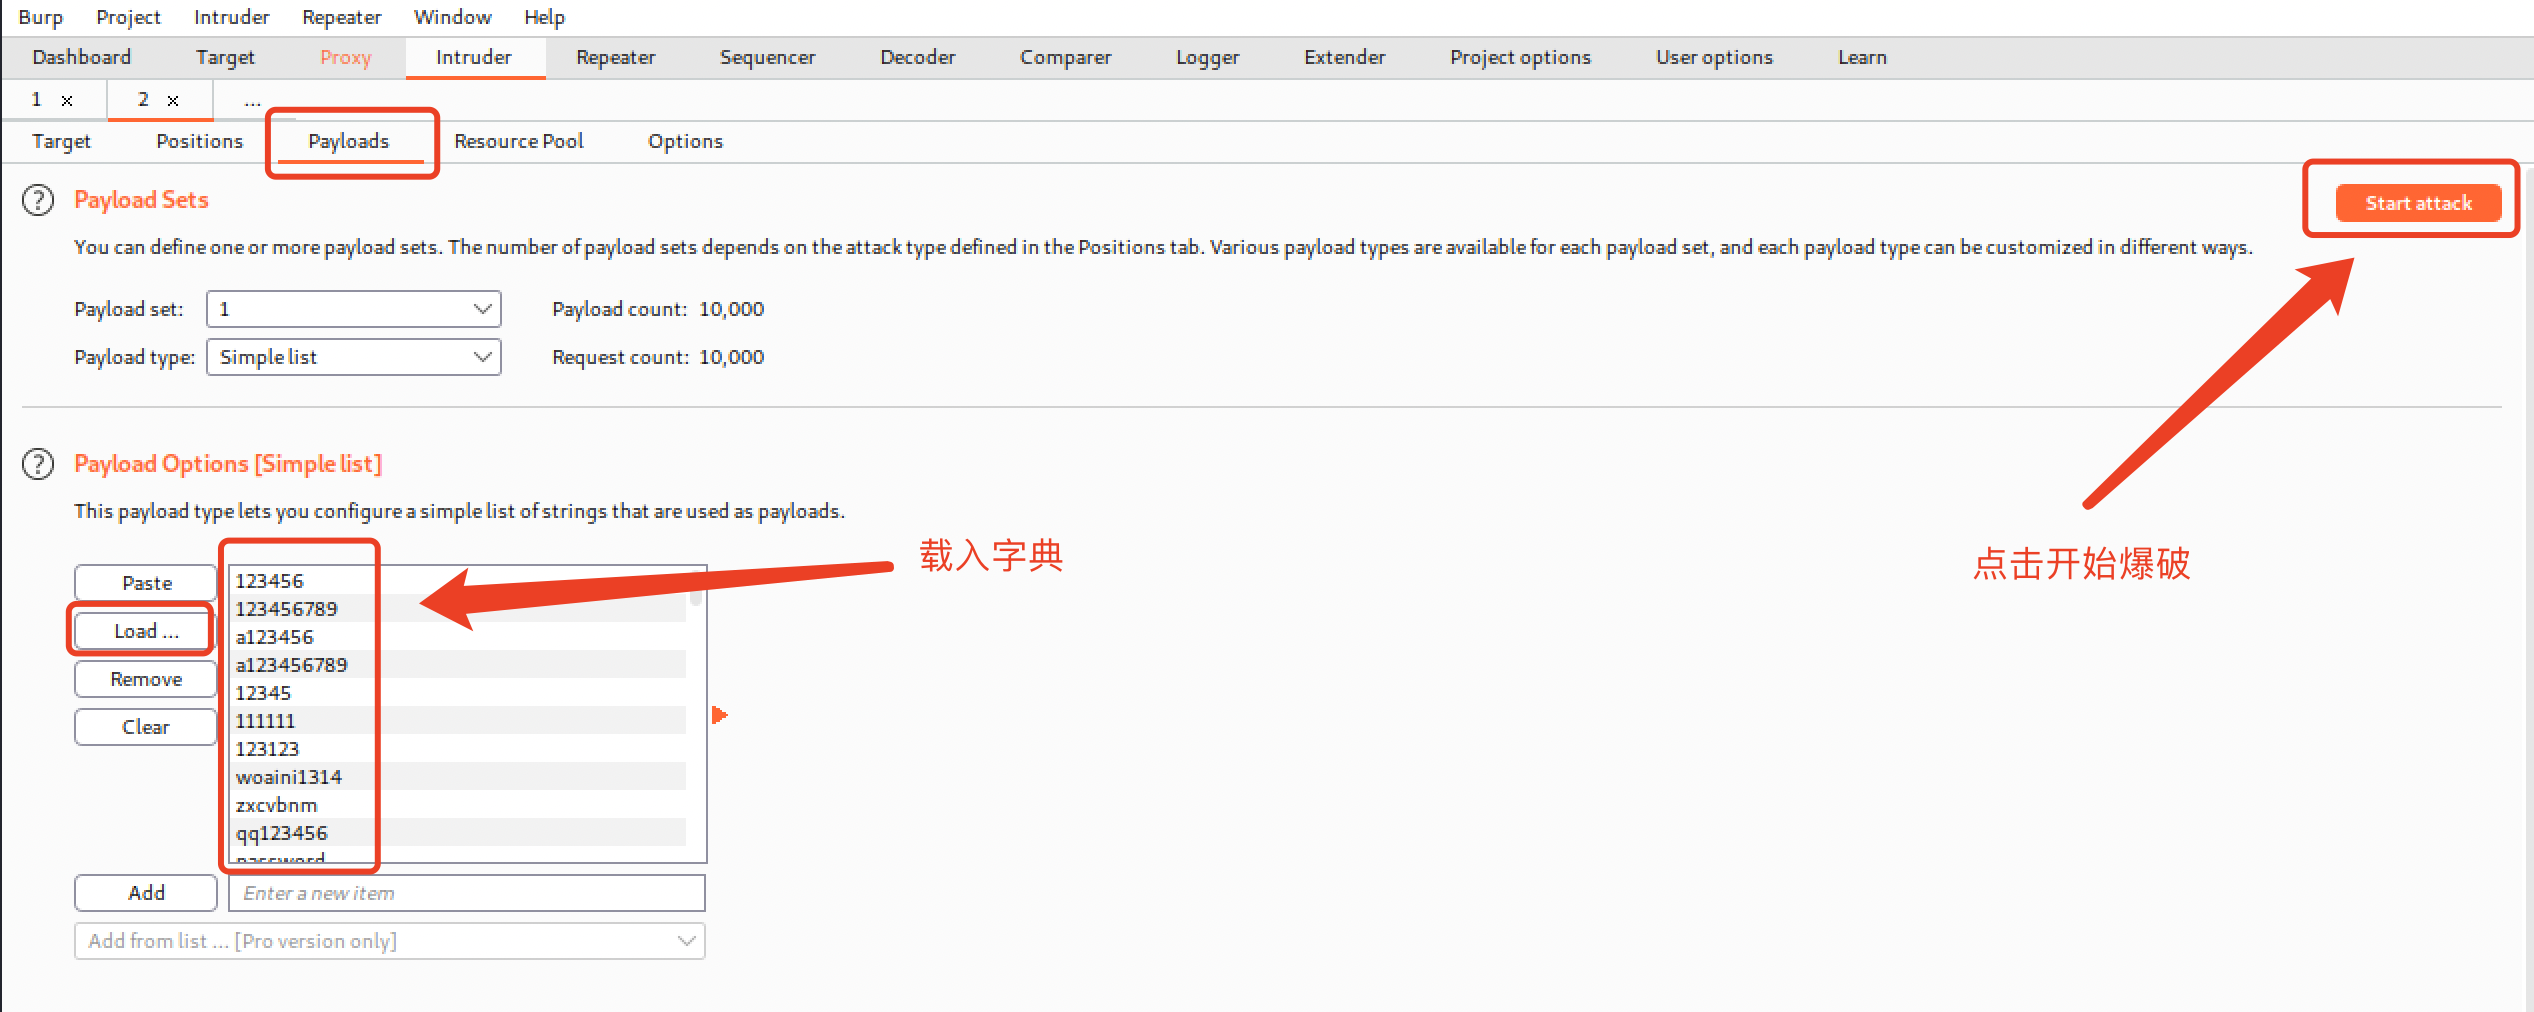 Burp Project Intruder Repeater Window Help
Dashboard Target Proxy Intruder Repeater Sequencer Decoder Comparer Logger Extender Project options User options Learn
1 × 2 × ...
Target Positions Payloads Resource Pool Options
? Payload Sets
Start attack
You can define one or more payload sets. The number of payload sets depends on the attack type defined in the Positions tab. Various payload types are available for each payload set, and each payload type can be customized in different ways.
Payload set: 1 Payload count: 10,000
Payload type: Simple list Request count: 10,000
? Payload Options [Simple list]
This payload type lets you configure a simple list of strings that are used as payloads.
载入字典
点击开始爆破
Paste
Load ...
Remove
Clear
123456
123456789
a123456
a123456789
12345
111111
123123
woaini1314
zxcvbnm
qq123456
password
Add Enter a new item
Add from list ... [Pro version only]